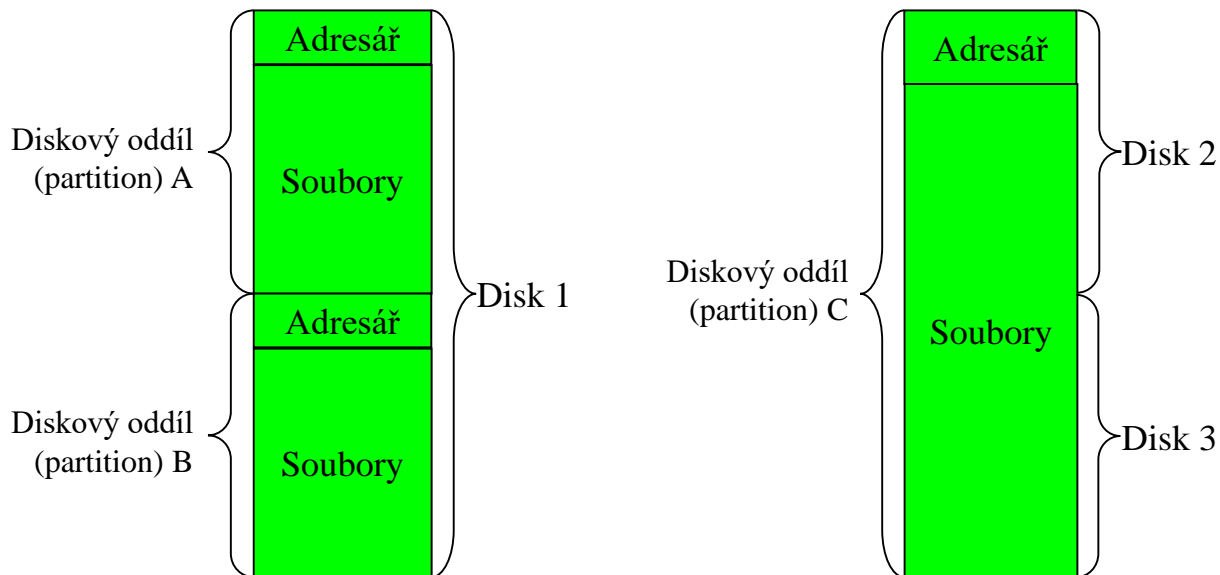 Adresář
Diskový oddíl
(partition) A
Soubory
Disk 1
Adresář
Diskový oddíl
(partition) B
Soubory
Adresář
Disk 2
Diskový oddíl
(partition) C
Soubory
Disk 3